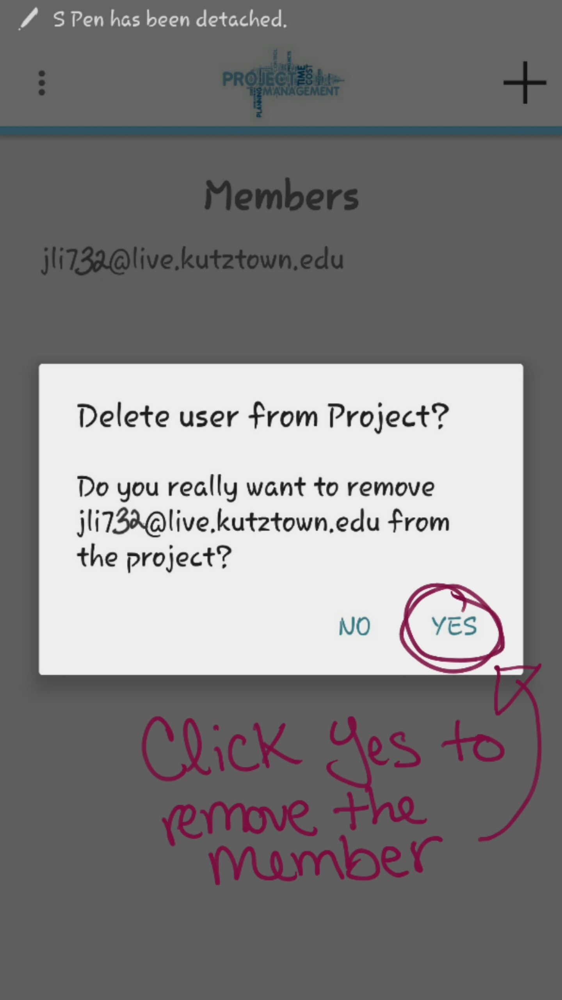 S Pen has been detached.
CONTROL
PROJECTS
PROJECT
TIME
COST
MANAGEMENT
PLANNING
Members
jli732@live.kutztown.edu
Delete user from Project?
Do you really want to remove
jli732@live.kutztown.edu from
the project?
NO YES
Click Yes to
remove the
member